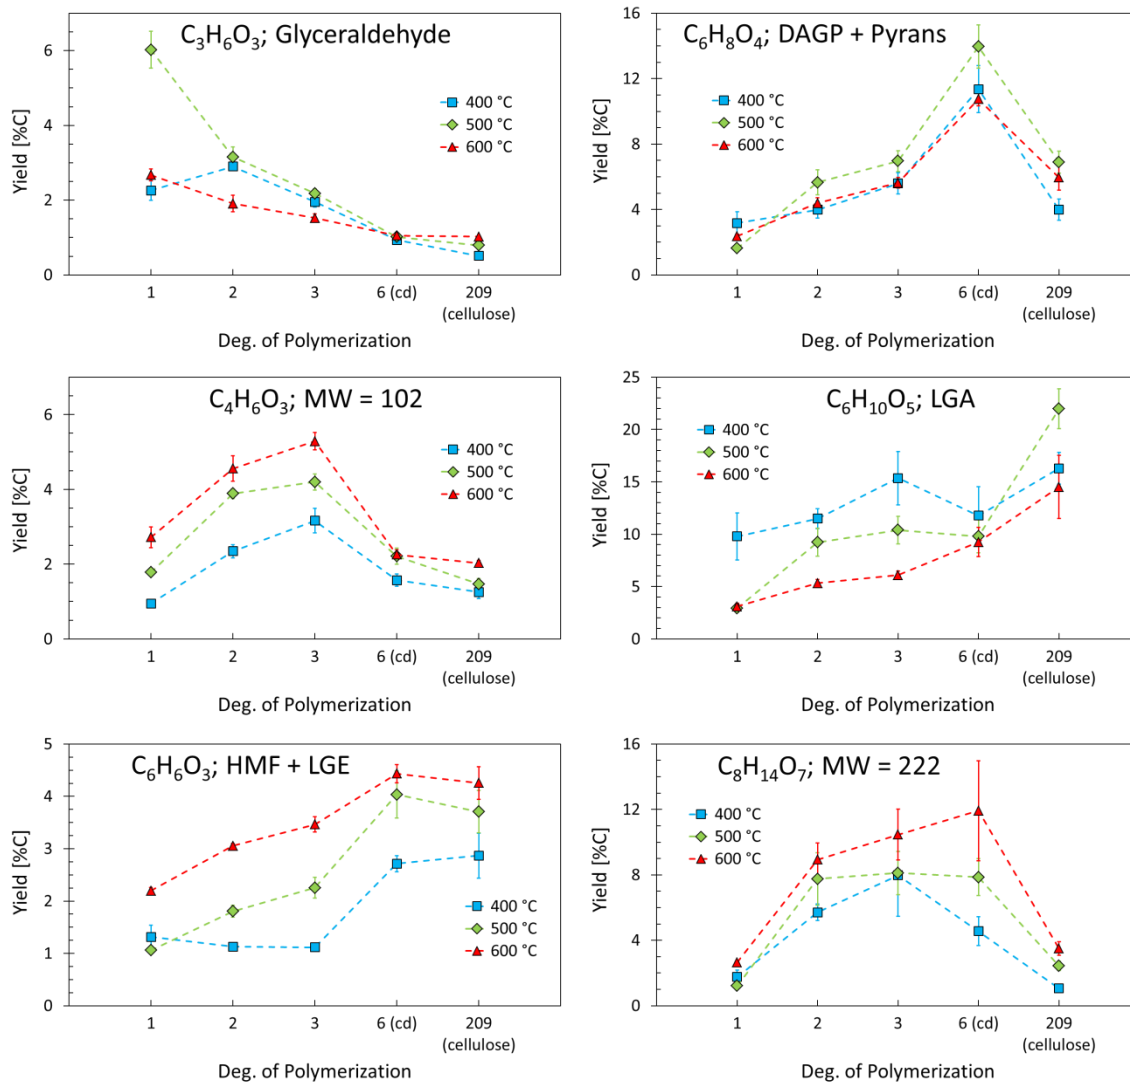 C₃H₆O₃; Glyceraldehyde
Yield [%C]
6
4
2
0
400 °C
500 °C
600 °C
1 2 3 6 (cd) 209
(cellulose)
Deg. of Polymerization
C₆H₈O₄; DAGP + Pyrans
Yield [%C]
16
12
8
4
0
400 °C
500 °C
600 °C
1 2 3 6 (cd) 209
(cellulose)
Deg. of Polymerization
C₄H₆O₃; MW = 102
Yield [%C]
6
4
2
0
400 °C
500 °C
600 °C
1 2 3 6 (cd) 209
(cellulose)
Deg. of Polymerization
C₆H₁₀O₅; LGA
Yield [%C]
25
20
15
10
5
0
400 °C
500 °C
600 °C
1 2 3 6 (cd) 209
(cellulose)
Deg. of Polymerization
C₆H₆O₃; HMF + LGE
Yield [%C]
5
4
3
2
1
0
400 °C
500 °C
600 °C
1 2 3 6 (cd) 209
(cellulose)
Deg. of Polymerization
C₈H₁₄O₇; MW = 222
Yield [%C]
16
12
8
4
0
400 °C
500 °C
600 °C
1 2 3 6 (cd) 209
(cellulose)
Deg. of Polymerization